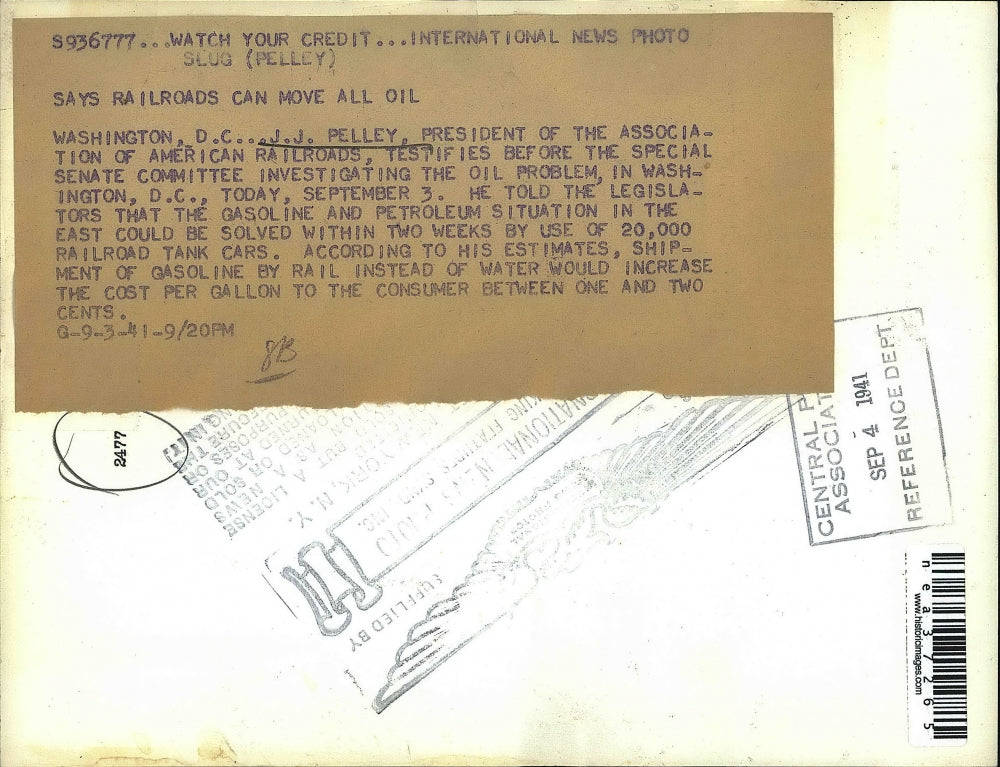 S936777...WATCH YOUR CREDIT...INTERNATIONAL NEWS PHOTO
SLUG (PELLEY)
SAYS RAILROADS CAN MOVE ALL OIL
WASHINGTON, D.C...J.J. PELLEY, PRESIDENT OF THE ASSOCIA-
TION OF AMERICAN RAILROADS, TESTIFIES BEFORE THE SPECIAL
SENATE COMMITTEE INVESTIGATING THE OIL PROBLEM, IN WASH-
INGTON, D.C., TODAY, SEPTEMBER 3. HE TOLD THE LEGISLA-
TORS THAT THE GASOLINE AND PETROLEUM SITUATION IN THE
EAST COULD BE SOLVED WITHIN TWO WEEKS BY USE OF 20,000
RAILROAD TANK CARS. ACCORDING TO HIS ESTIMATES, SHIP-
MENT OF GASOLINE BY RAIL INSTEAD OF WATER WOULD INCREASE
THE COST PER GALLON TO THE CONSUMER BETWEEN ONE AND TWO
CENTS.
G-9-3-41-9/20PM
8B
2477
N.Y.
INC.
SUPPLIED BY
CENTRAL
ASSOCIAT
SEP 4 1941
REFERENCE DEPT.
nea37265
www.historicimages.com